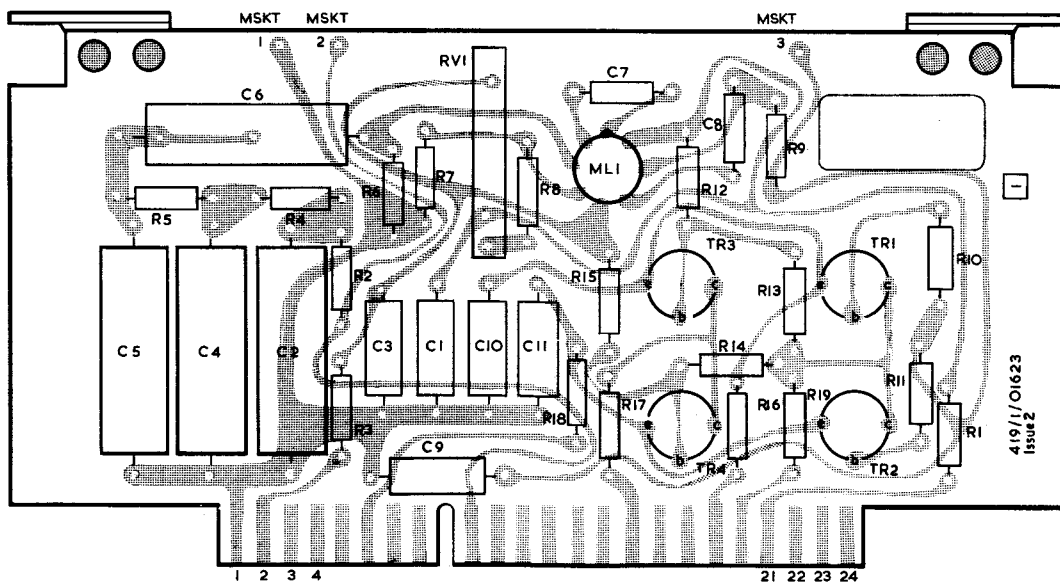 MSKT MSKT MSKT
1 2 3
RV1
C7
C6
C8
R9
ML1
R6 R7 R8 R12
R5 R4
TR3 TR1
R10
R2 R15
R13
e c e c
b b
C5 C4 C2 C3 C1 C10 C11
R14
R11
R18 R17 R16 R19 R1
R3
e c e c
b b
C9 TR4 TR2
419/1/01623
Issue2
1
1 2 3 4 21 22 23 24